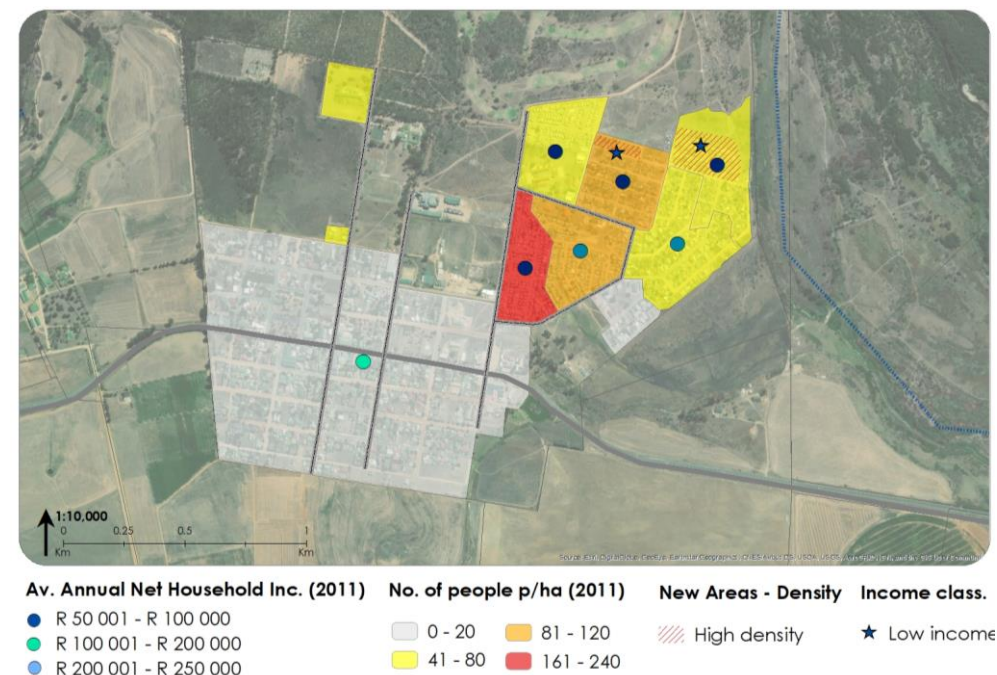 1:10,000
0 0.25 0.5 1
Km Km
Av. Annual Net Household Inc. (2011)
R 50 001 - R 100 000
R 100 001 - R 200 000
R 200 001 - R 250 000
No. of people p/ha (2011)
0 - 20
41 - 80
81 - 120
161 - 240
New Areas - Density
High density
Income class.
Low income